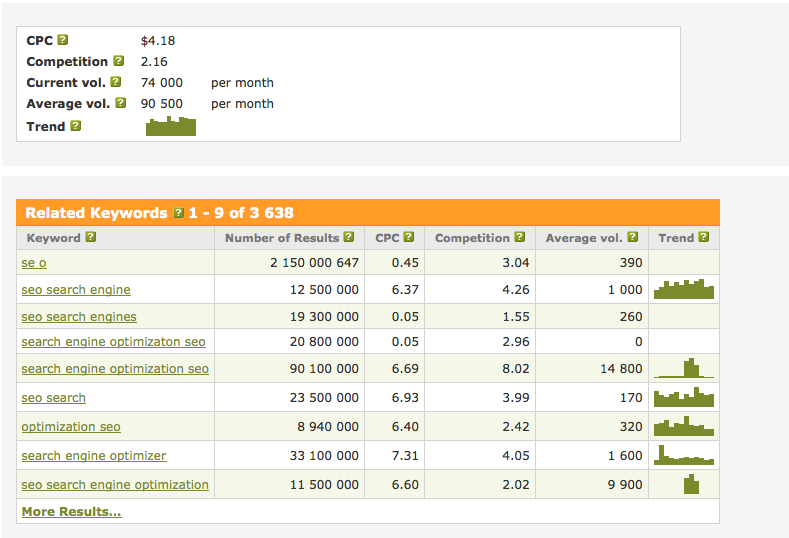 CPC ? $4.18
Competition ? 2.16
Current vol. ? 74 000 per month
Average vol. ? 90 500 per month
Trend ?
Related Keywords ? 1 - 9 of 3 638
Keyword ? Number of Results ? CPC ? Competition ? Average vol. ? Trend ?
se o 2 150 000 647 0.45 3.04 390
seo search engine 12 500 000 6.37 4.26 1 000
seo search engines 19 300 000 0.05 1.55 260
search engine optimizaton seo 20 800 000 0.05 2.96 0
search engine optimization seo 90 100 000 6.69 8.02 14 800
seo search 23 500 000 6.93 3.99 170
optimization seo 8 940 000 6.40 2.42 320
search engine optimizer 33 100 000 7.31 4.05 1 600
seo search engine optimization 11 500 000 6.60 2.02 9 900
More Results...